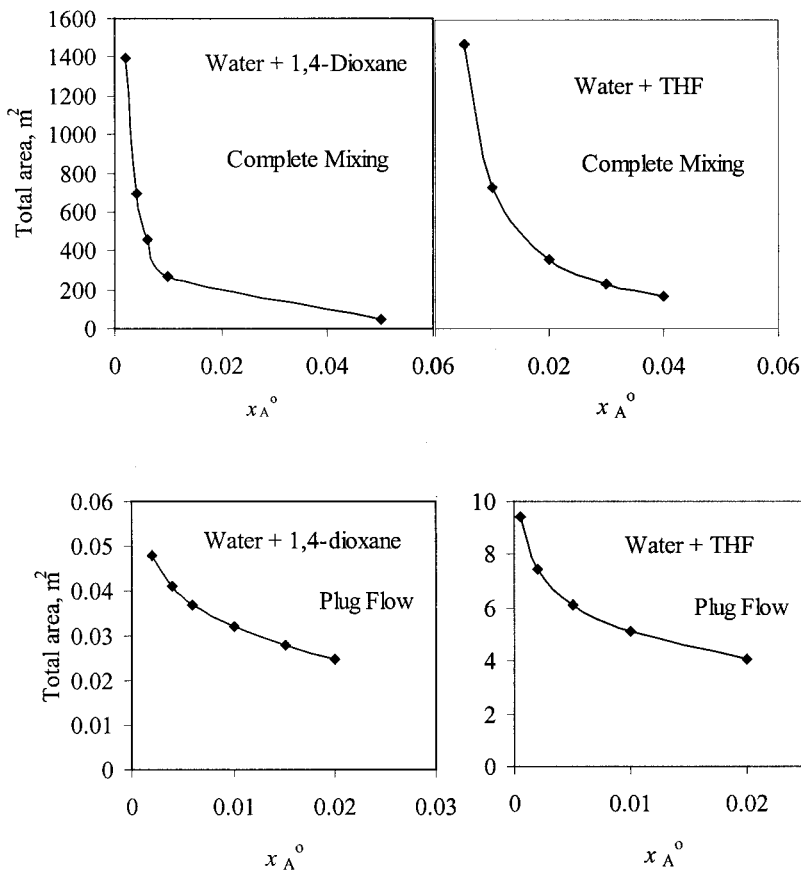 Total area, m²
1600
1400
1200
1000
800
600
400
200
0
Water + 1,4-Dioxane
Complete Mixing
0 0.02 0.04 0.06
x A o
Water + THF
Complete Mixing
0.02 0.04 0.06
x A o
Total area, m²
0.06
0.05
0.04
0.03
0.02
0.01
0
Water + 1,4-dioxane
Plug Flow
0 0.01 0.02 0.03
x A o
10
8
6
4
2
0
Water + THF
Plug Flow
0 0.01 0.02
x A o